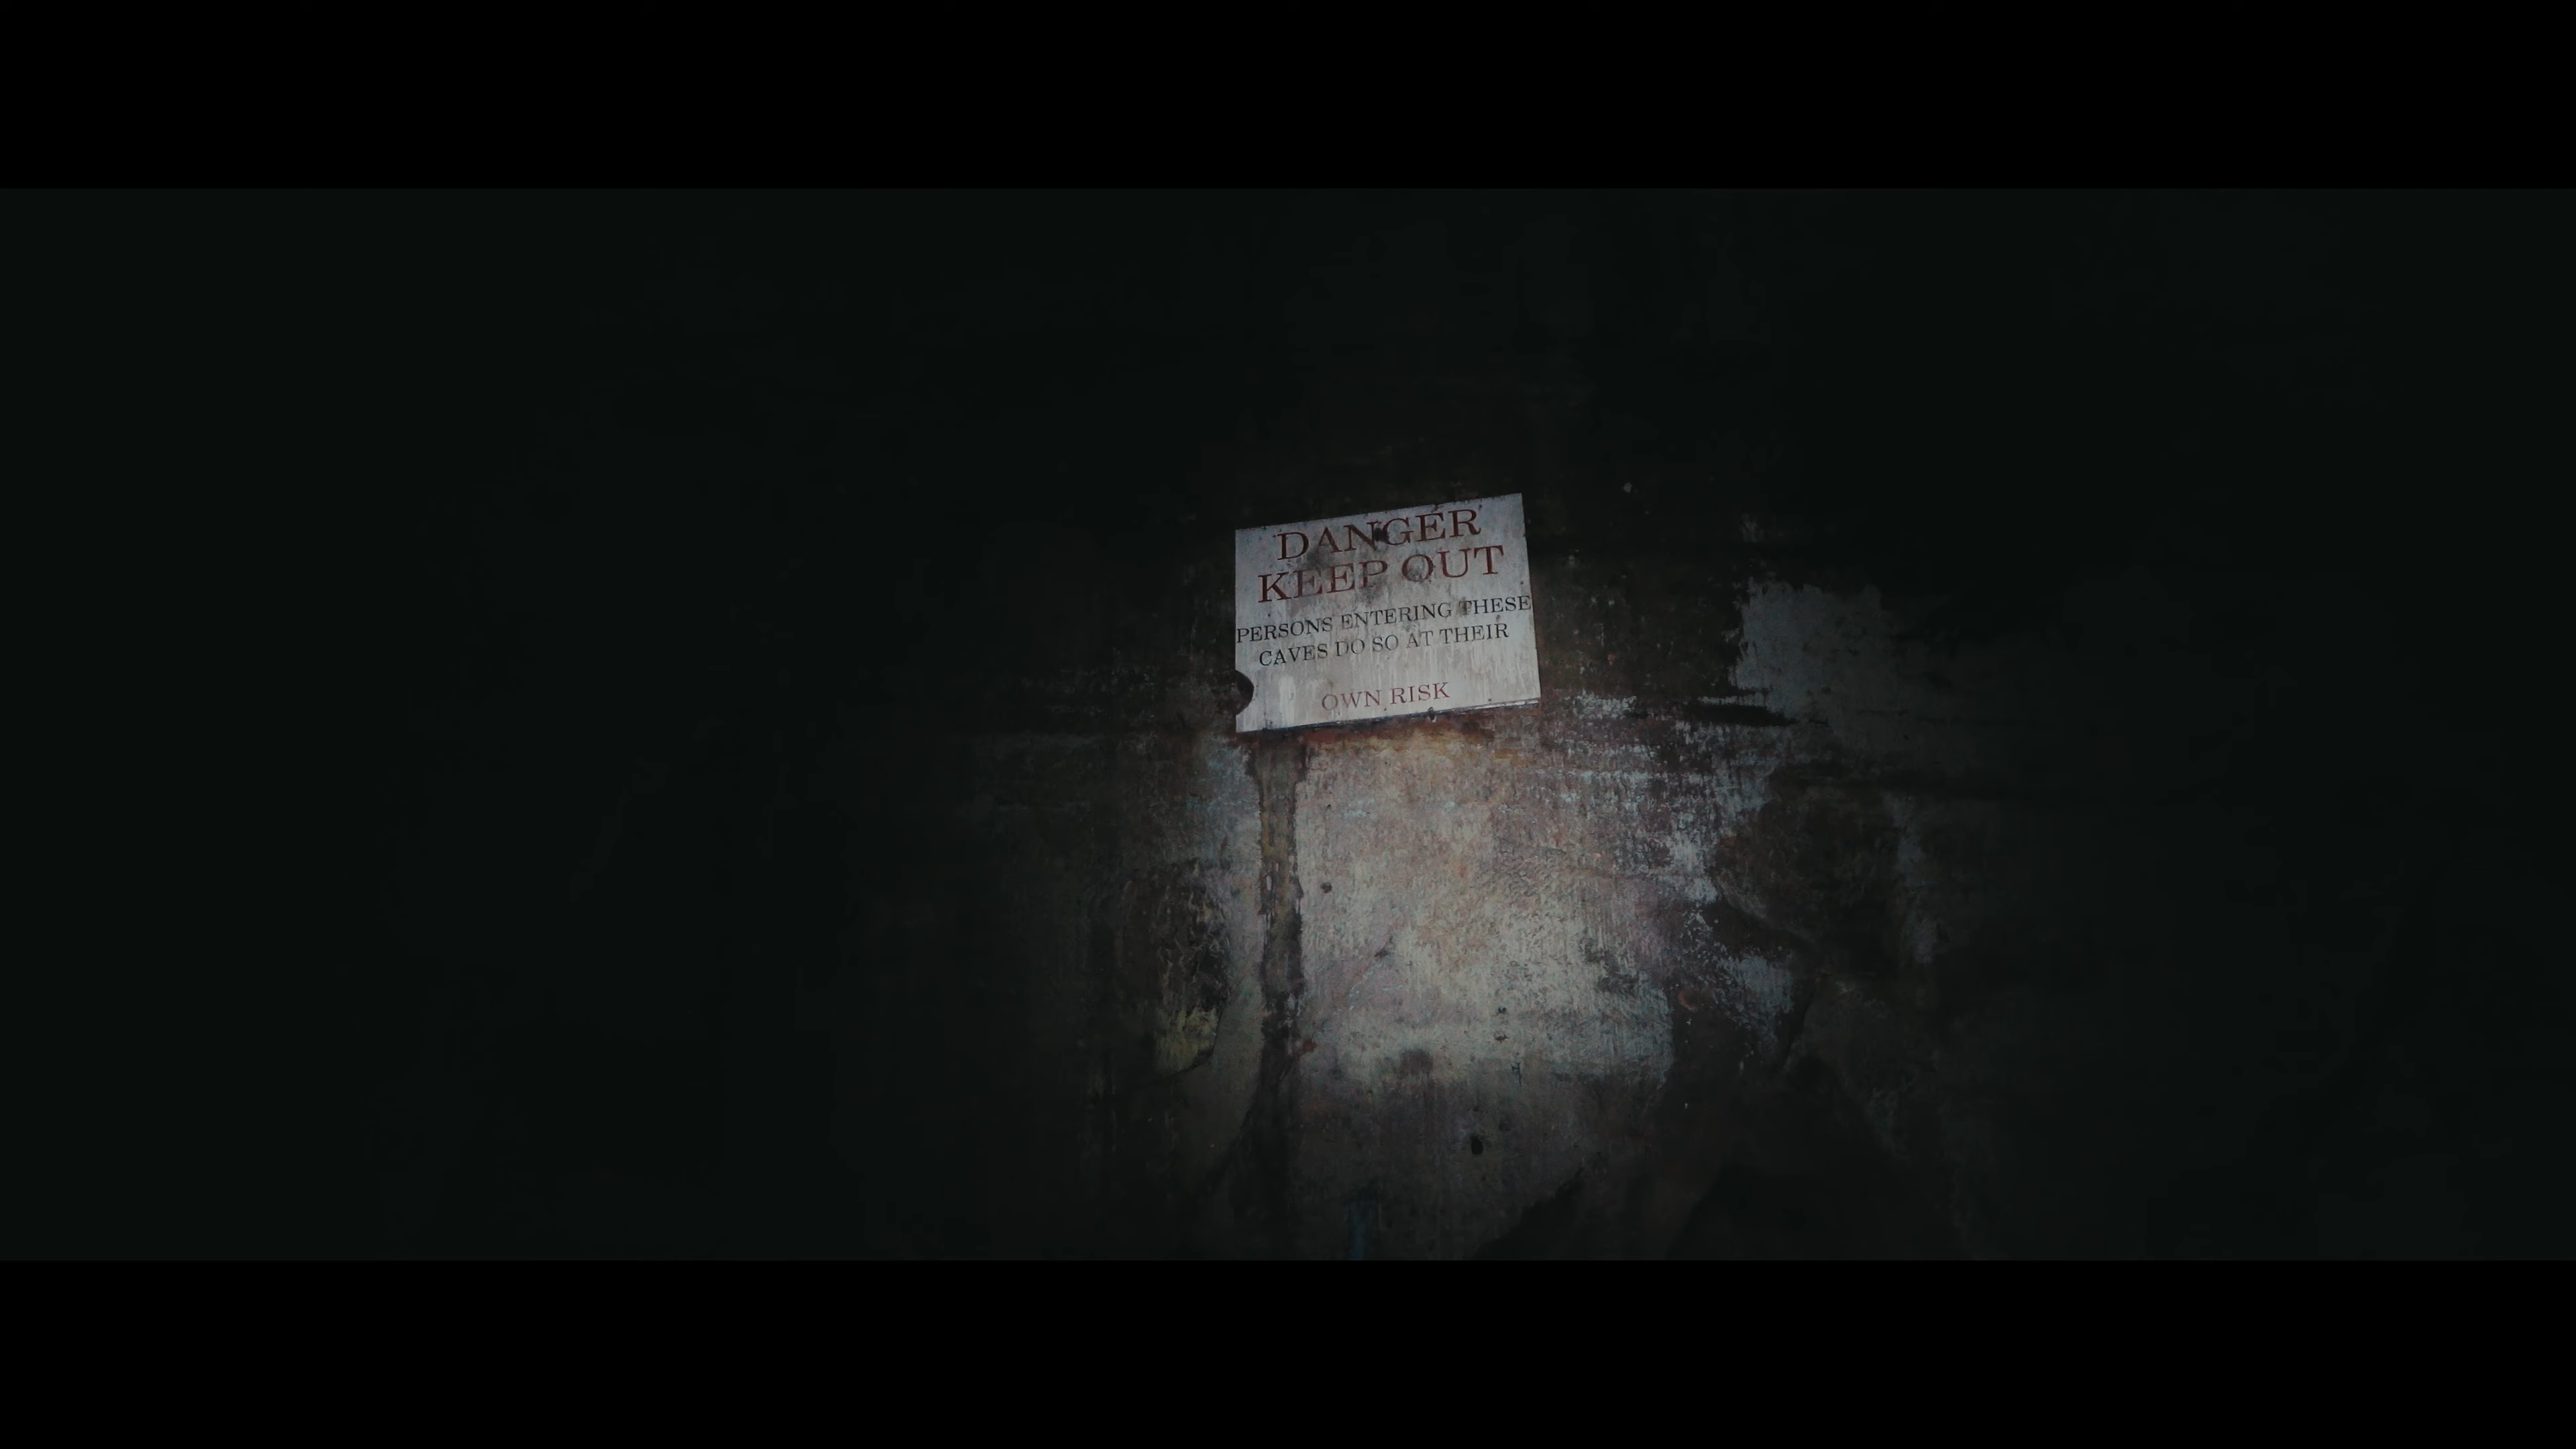 DANGER
KEEP OUT
PERSONS ENTERING THESE
CAVES DO SO AT THEIR
OWN RISK